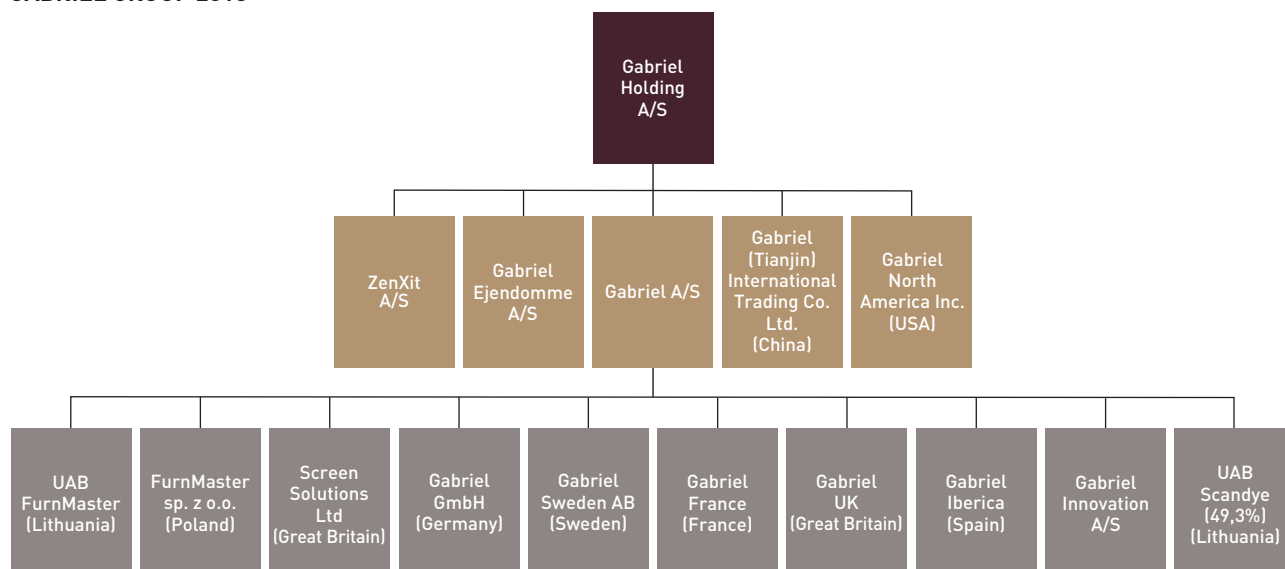 Gabriel
Holding
A/S
ZenXit
A/S
Gabriel
Ejendomme
A/S
Gabriel A/S
Gabriel
(Tianjin)
International
Trading Co.
Ltd.
(China)
Gabriel
North
America Inc.
(USA)
UAB
FurnMaster
(Lithuania)
FurnMaster
sp. z o.o.
(Poland)
Screen
Solutions
Ltd
(Great Britain)
Gabriel
GmbH
(Germany)
Gabriel
Sweden AB
(Sweden)
Gabriel
France
(France)
Gabriel
UK
(Great Britain)
Gabriel
Iberica
(Spain)
Gabriel
Innovation
A/S
UAB
Scandye
(49,3%)
(Lithuania)